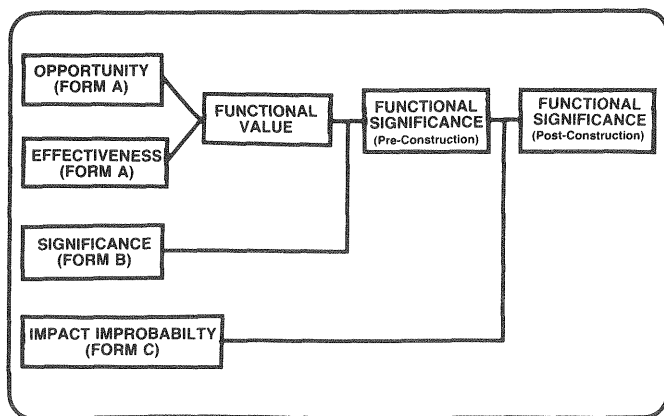 OPPORTUNITY
(FORM A)
EFFECTIVENESS
(FORM A)
FUNCTIONAL
VALUE
FUNCTIONAL
SIGNIFICANCE
(Pre-Construction)
FUNCTIONAL
SIGNIFICANCE
(Post-Construction)
SIGNIFICANCE
(FORM B)
IMPACT IMPROBABILTY
(FORM C)